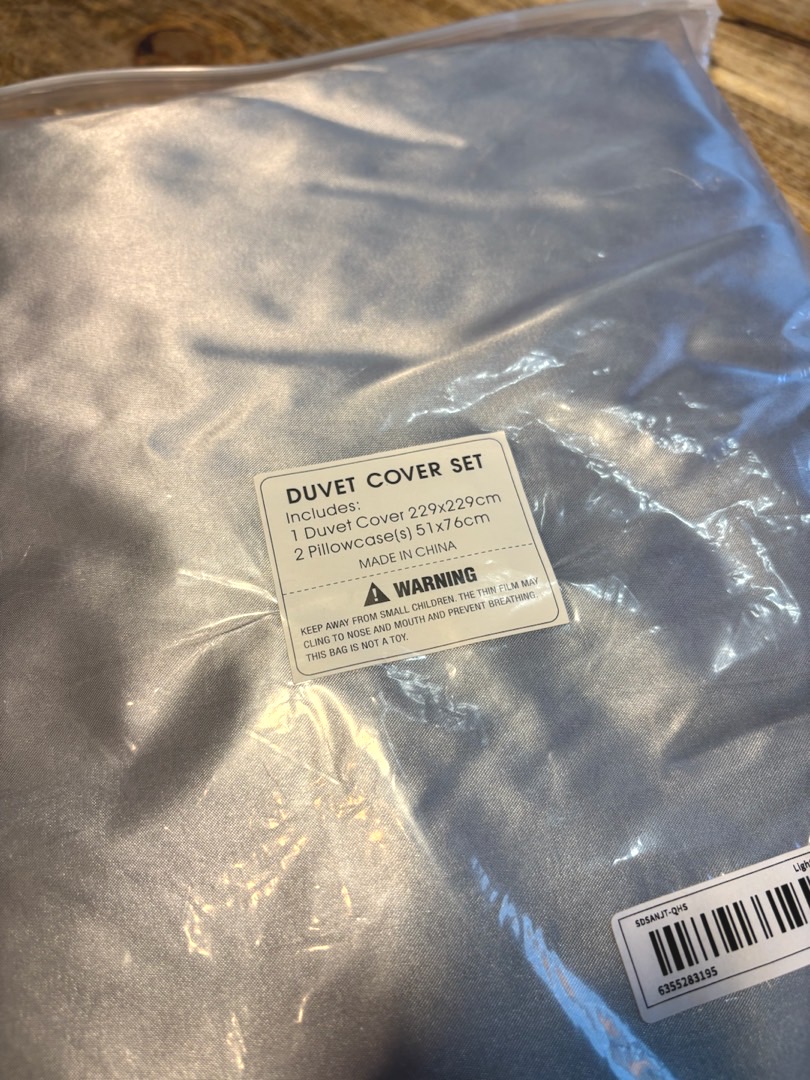 DUVET COVER SET
Includes:
1 Duvet Cover 229x229cm
2 Pillowcase(s) 51x76cm
MADE IN CHINA
WARNING
KEEP AWAY FROM SMALL CHILDREN. THE THIN FILM MAY
CLING TO NOSE AND MOUTH AND PREVENT BREATHING.
THIS BAG IS NOT A TOY.
Ligh
SDSANJT-QHS
6355283195